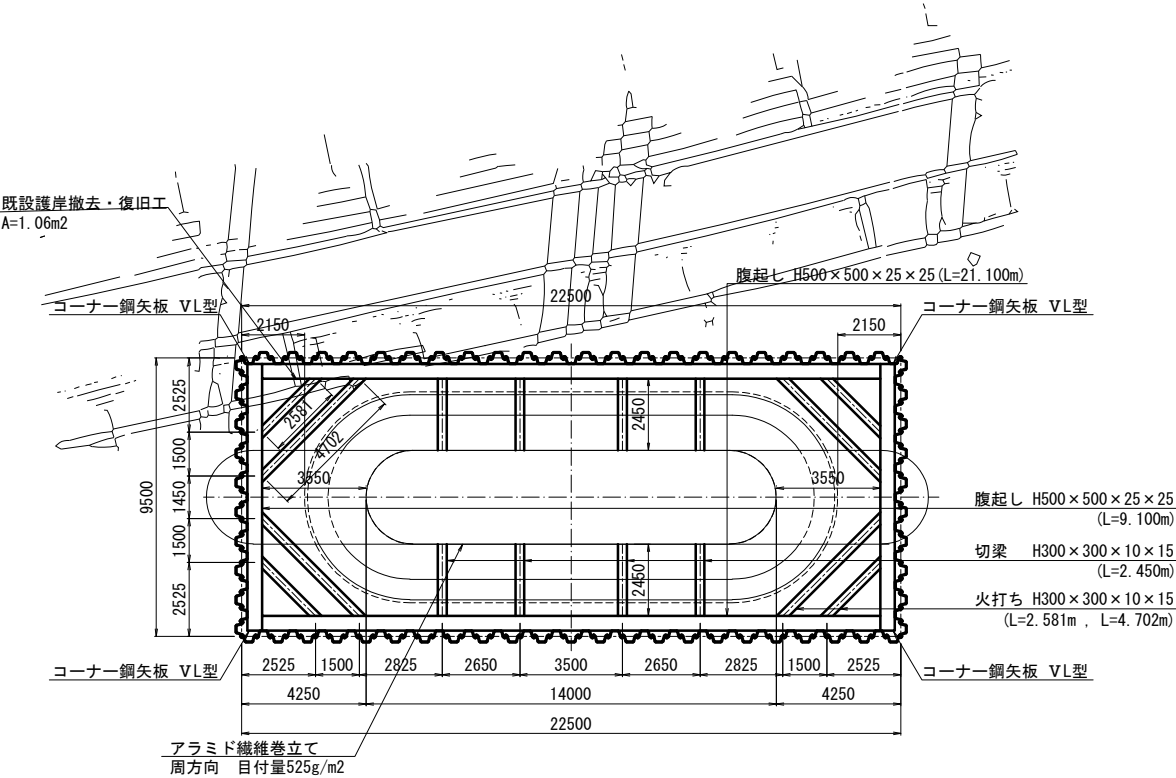 既設護岸撤去・復旧工
A=1.06m2
腹起し H500×500×25×25(L=21.100m)
22500
コーナー鋼矢板 ⅤL型
コーナー鋼矢板 ⅤL型
2150
2150
2525
2581
2450
4702
1500
3550
3550
9500
1450
腹起し H500×500×25×25
(L=9.100m)
1500
切梁 H300×300×10×15
(L=2.450m)
2450
2525
火打ち H300×300×10×15
(L=2.581m , L=4.702m)
コーナー鋼矢板 ⅤL型
コーナー鋼矢板 ⅤL型
2525 1500 2825 2650 3500 2650 2825 1500 2525
4250 14000 4250
22500
アラミド繊維巻立て
周方向 目付量525g/m2